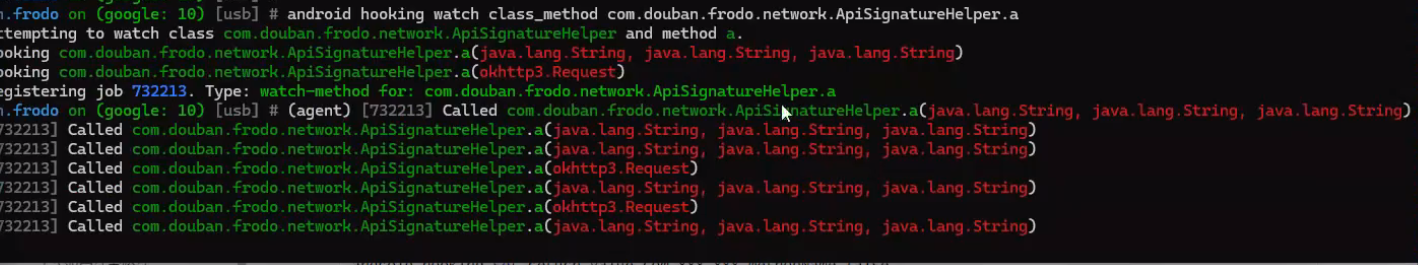 n.frodo on (google: 10) [usb] # android hooking watch class_method com.douban.frodo.network.ApiSignatureHelper.a
ttempting to watch class com.douban.frodo.network.ApiSignatureHelper and method a.
ooking com.douban.frodo.network.ApiSignatureHelper.a(java.lang.String, java.lang.String, java.lang.String)
ooking com.douban.frodo.network.ApiSignatureHelper.a(okhttp3.Request)
egistering job 732213. Type: watch-method for: com.douban.frodo.network.ApiSignatureHelper.a
n.frodo on (google: 10) [usb] # (agent) [732213] Called com.douban.frodo.network.ApiSignatureHelper.a(java.lang.String, java.lang.String, java.lang.String)
732213] Called com.douban.frodo.network.ApiSignatureHelper.a(java.lang.String, java.lang.String, java.lang.String)
732213] Called com.douban.frodo.network.ApiSignatureHelper.a(java.lang.String, java.lang.String, java.lang.String)
732213] Called com.douban.frodo.network.ApiSignatureHelper.a(okhttp3.Request)
732213] Called com.douban.frodo.network.ApiSignatureHelper.a(java.lang.String, java.lang.String, java.lang.String)
732213] Called com.douban.frodo.network.ApiSignatureHelper.a(okhttp3.Request)
732213] Called com.douban.frodo.network.ApiSignatureHelper.a(java.lang.String, java.lang.String, java.lang.String)